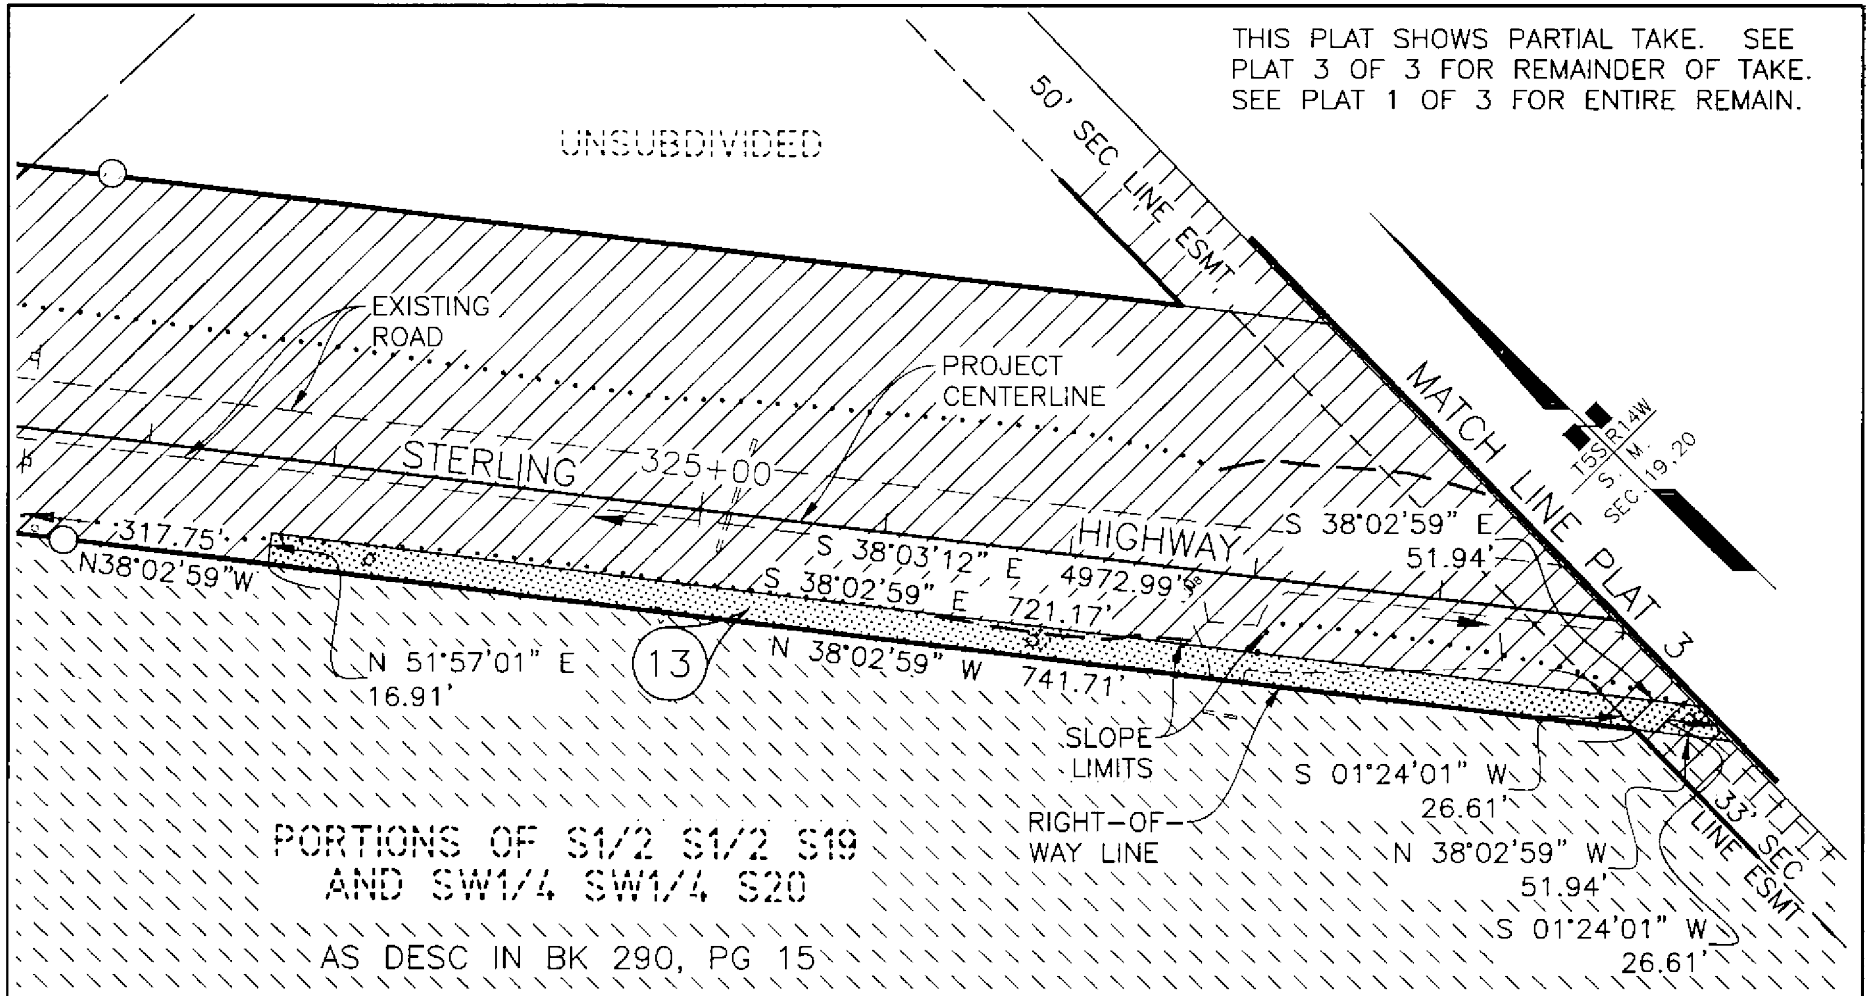 THIS PLAT SHOWS PARTIAL TAKE. SEE
PLAT 3 OF 3 FOR REMAINDER OF TAKE.
SEE PLAT 1 OF 3 FOR ENTIRE REMAIN.
50' SEC LINE ESMT
UNSUBDIVIDED
EXISTING
ROAD
PROJECT
CENTERLINE
MATCH LINE PLAT 3
T5S R14W
S. M.
SEC. 19,20
STERLING
325+00
HIGHWAY
S 38°02'59" E
51.94'
317.75'
N38°02'59"W
S 38°03'12" E 4972.99'
S 38°02'59" E 721.17'
N 38°02'59" W 741.71'
N 51°57'01" E
16.91'
13
SLOPE
LIMITS
RIGHT-OF-
WAY LINE
S 01°24'01" W
26.61'
N 38°02'59" W
51.94'
S 01°24'01" W
26.61'
33' SEC
LINE ESMT
PORTIONS OF S1/2 S1/2 S19
AND SW1/4 SW1/4 S20
AS DESC IN BK 290, PG 15